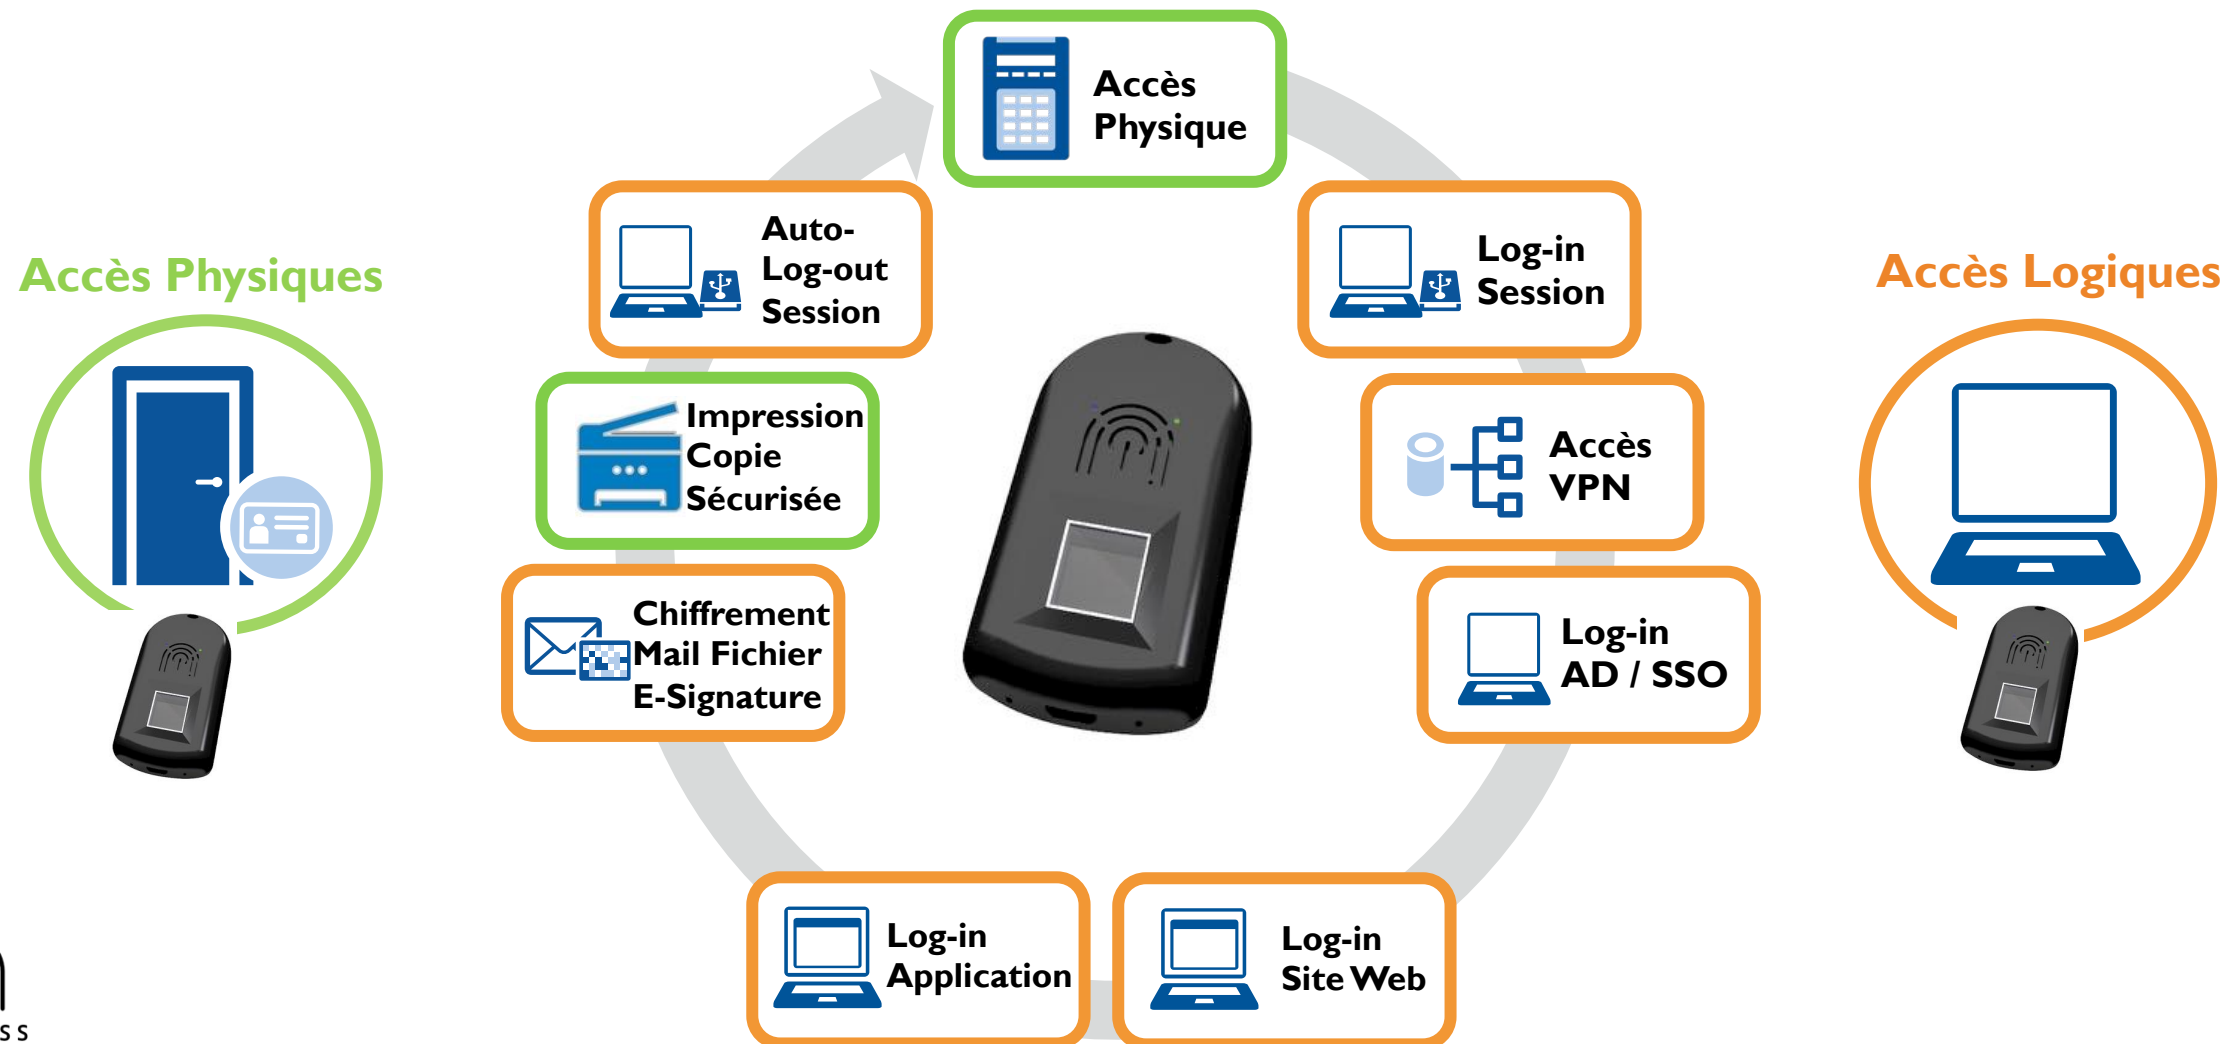 Accès
Physique
Auto-
Log-out
Session
Log-in
Session
Accès Physiques
Accès Logiques
Impression
Copie
Sécurisée
Accès
VPN
Chiffrement
Mail Fichier
E-Signature
Log-in
AD / SSO
Log-in
Application
Log-in
Site Web